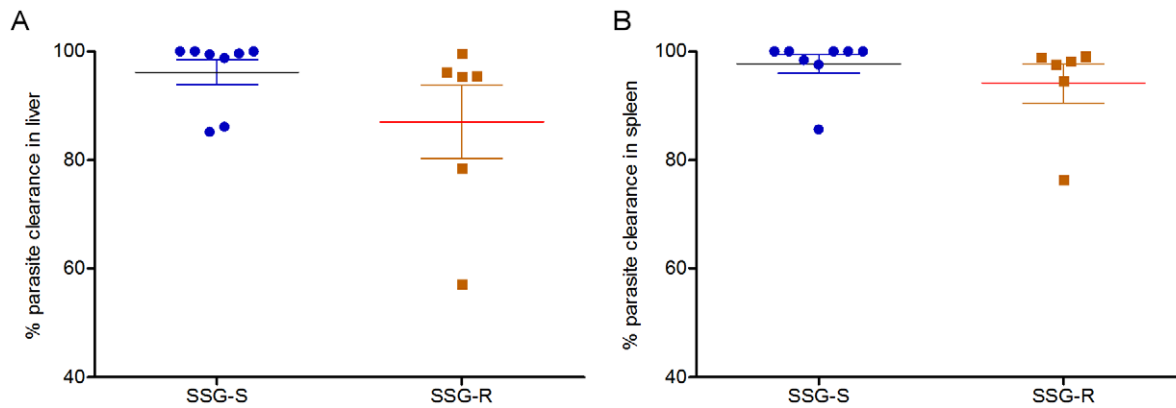 A
% parasite clearance in liver
100
80
60
40
SSG-S
SSG-R
B
% parasite clearance in spleen
100
80
60
40
SSG-S
SSG-R